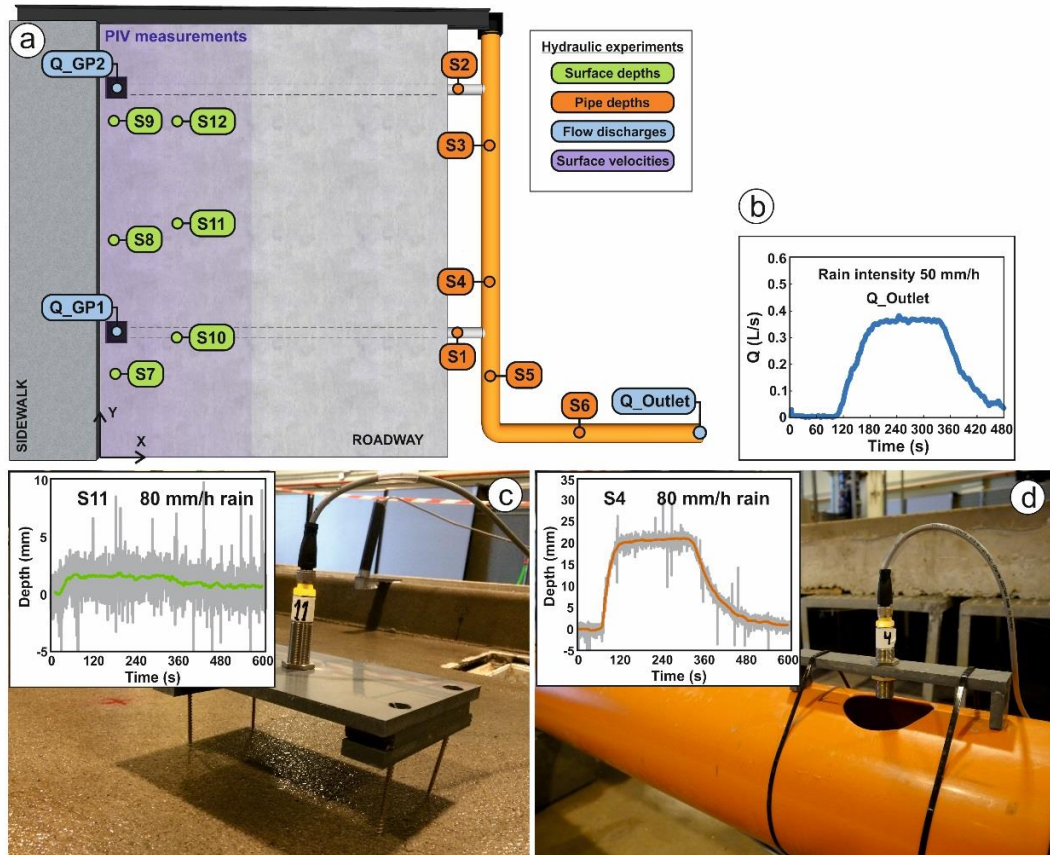 a
PIV measurements
Q_GP2
S9
S12
S8
S11
Q_GP1
S10
S7
Y
X
SIDEWALK
ROADWAY
S2
S3
S4
S1
S5
S6
Q_Outlet
Hydraulic experiments
Surface depths
Pipe depths
Flow discharges
Surface velocities
b
Rain intensity 50 mm/h
Q_Outlet
Q (L/s)
0.6
0.5
0.4
0.3
0.2
0.1
0
0 60 120 180 240 300 360 420 480
Time (s)
c
S11 80 mm/h rain
Depth (mm)
10
5
0
-5
0 120 240 360 480 600
Time (s)
11
d
S4 80 mm/h rain
Depth (mm)
35
30
25
20
15
10
5
0
-5
0 120 240 360 480 600
Time (s)
4